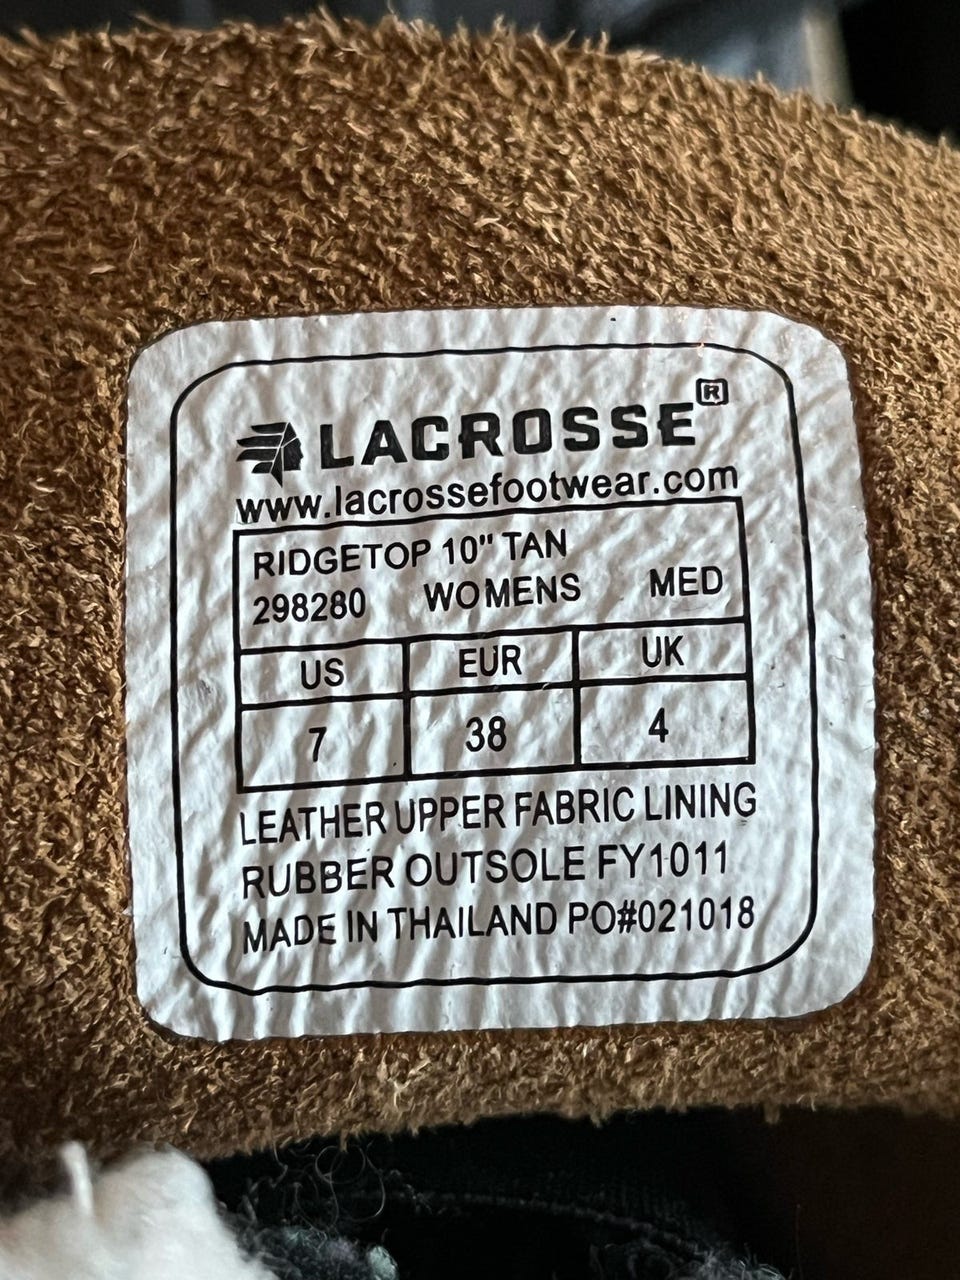 LACROSSE®
www.lacrossefootwear.com
RIDGETOP 10" TAN
298280 WOMENS MED
US EUR UK
7 38 4
LEATHER UPPER FABRIC LINING
RUBBER OUTSOLE FY1011
MADE IN THAILAND PO#021018